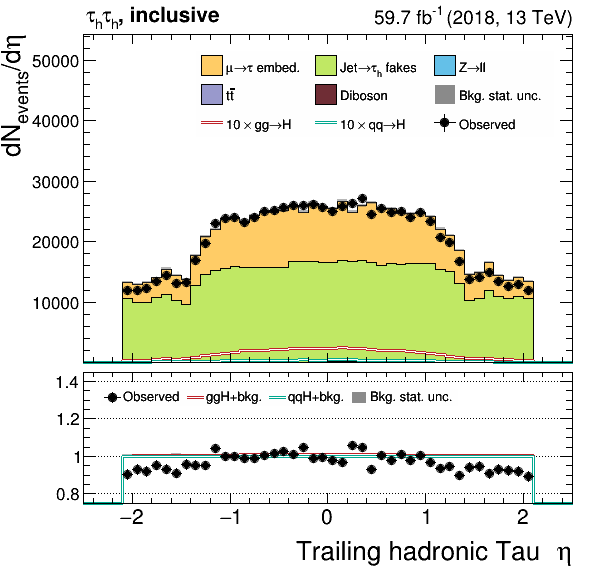 τₕτₕ, inclusive 59.7 fb⁻¹ (2018, 13 TeV)
dN_events/dη
50000
40000
30000
20000
10000
μ→τ embed. Jet→τₕ fakes Z→ll
tt̄ Diboson Bkg. stat. unc.
10 × gg→H 10 × qq→H Observed
1.4
1.2
1
0.8
Observed ggH+bkg. qqH+bkg. Bkg. stat. unc.
−2 −1 0 1 2
Trailing hadronic Tau η